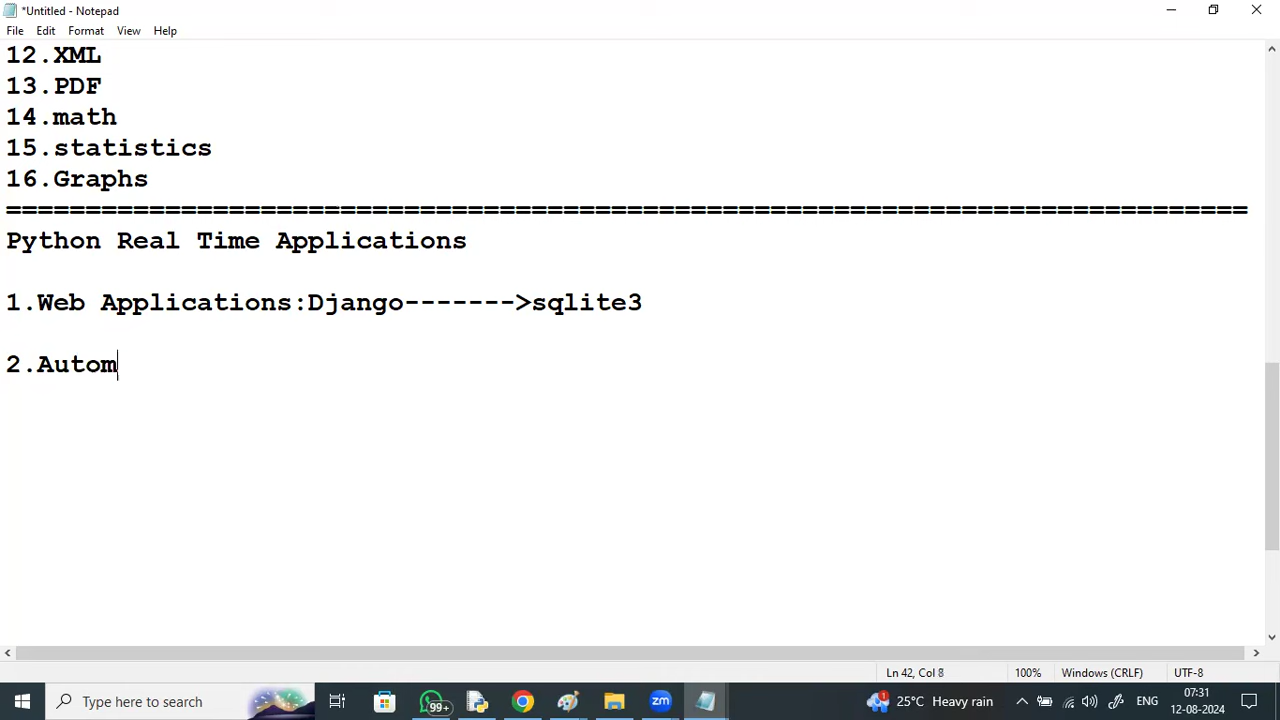 *Untitled - Notepad
File Edit Format View Help
12.XML
13.PDF
14.math
15.statistics
16.Graphs
===============================================================================
Python Real Time Applications
1.Web Applications:Django------->sqlite3
2.Autom
Ln 42, Col 8 100% Windows (CRLF) UTF-8
Type here to search 99+ zm 1 25°C Heavy rain ENG 07:31
12-08-2024